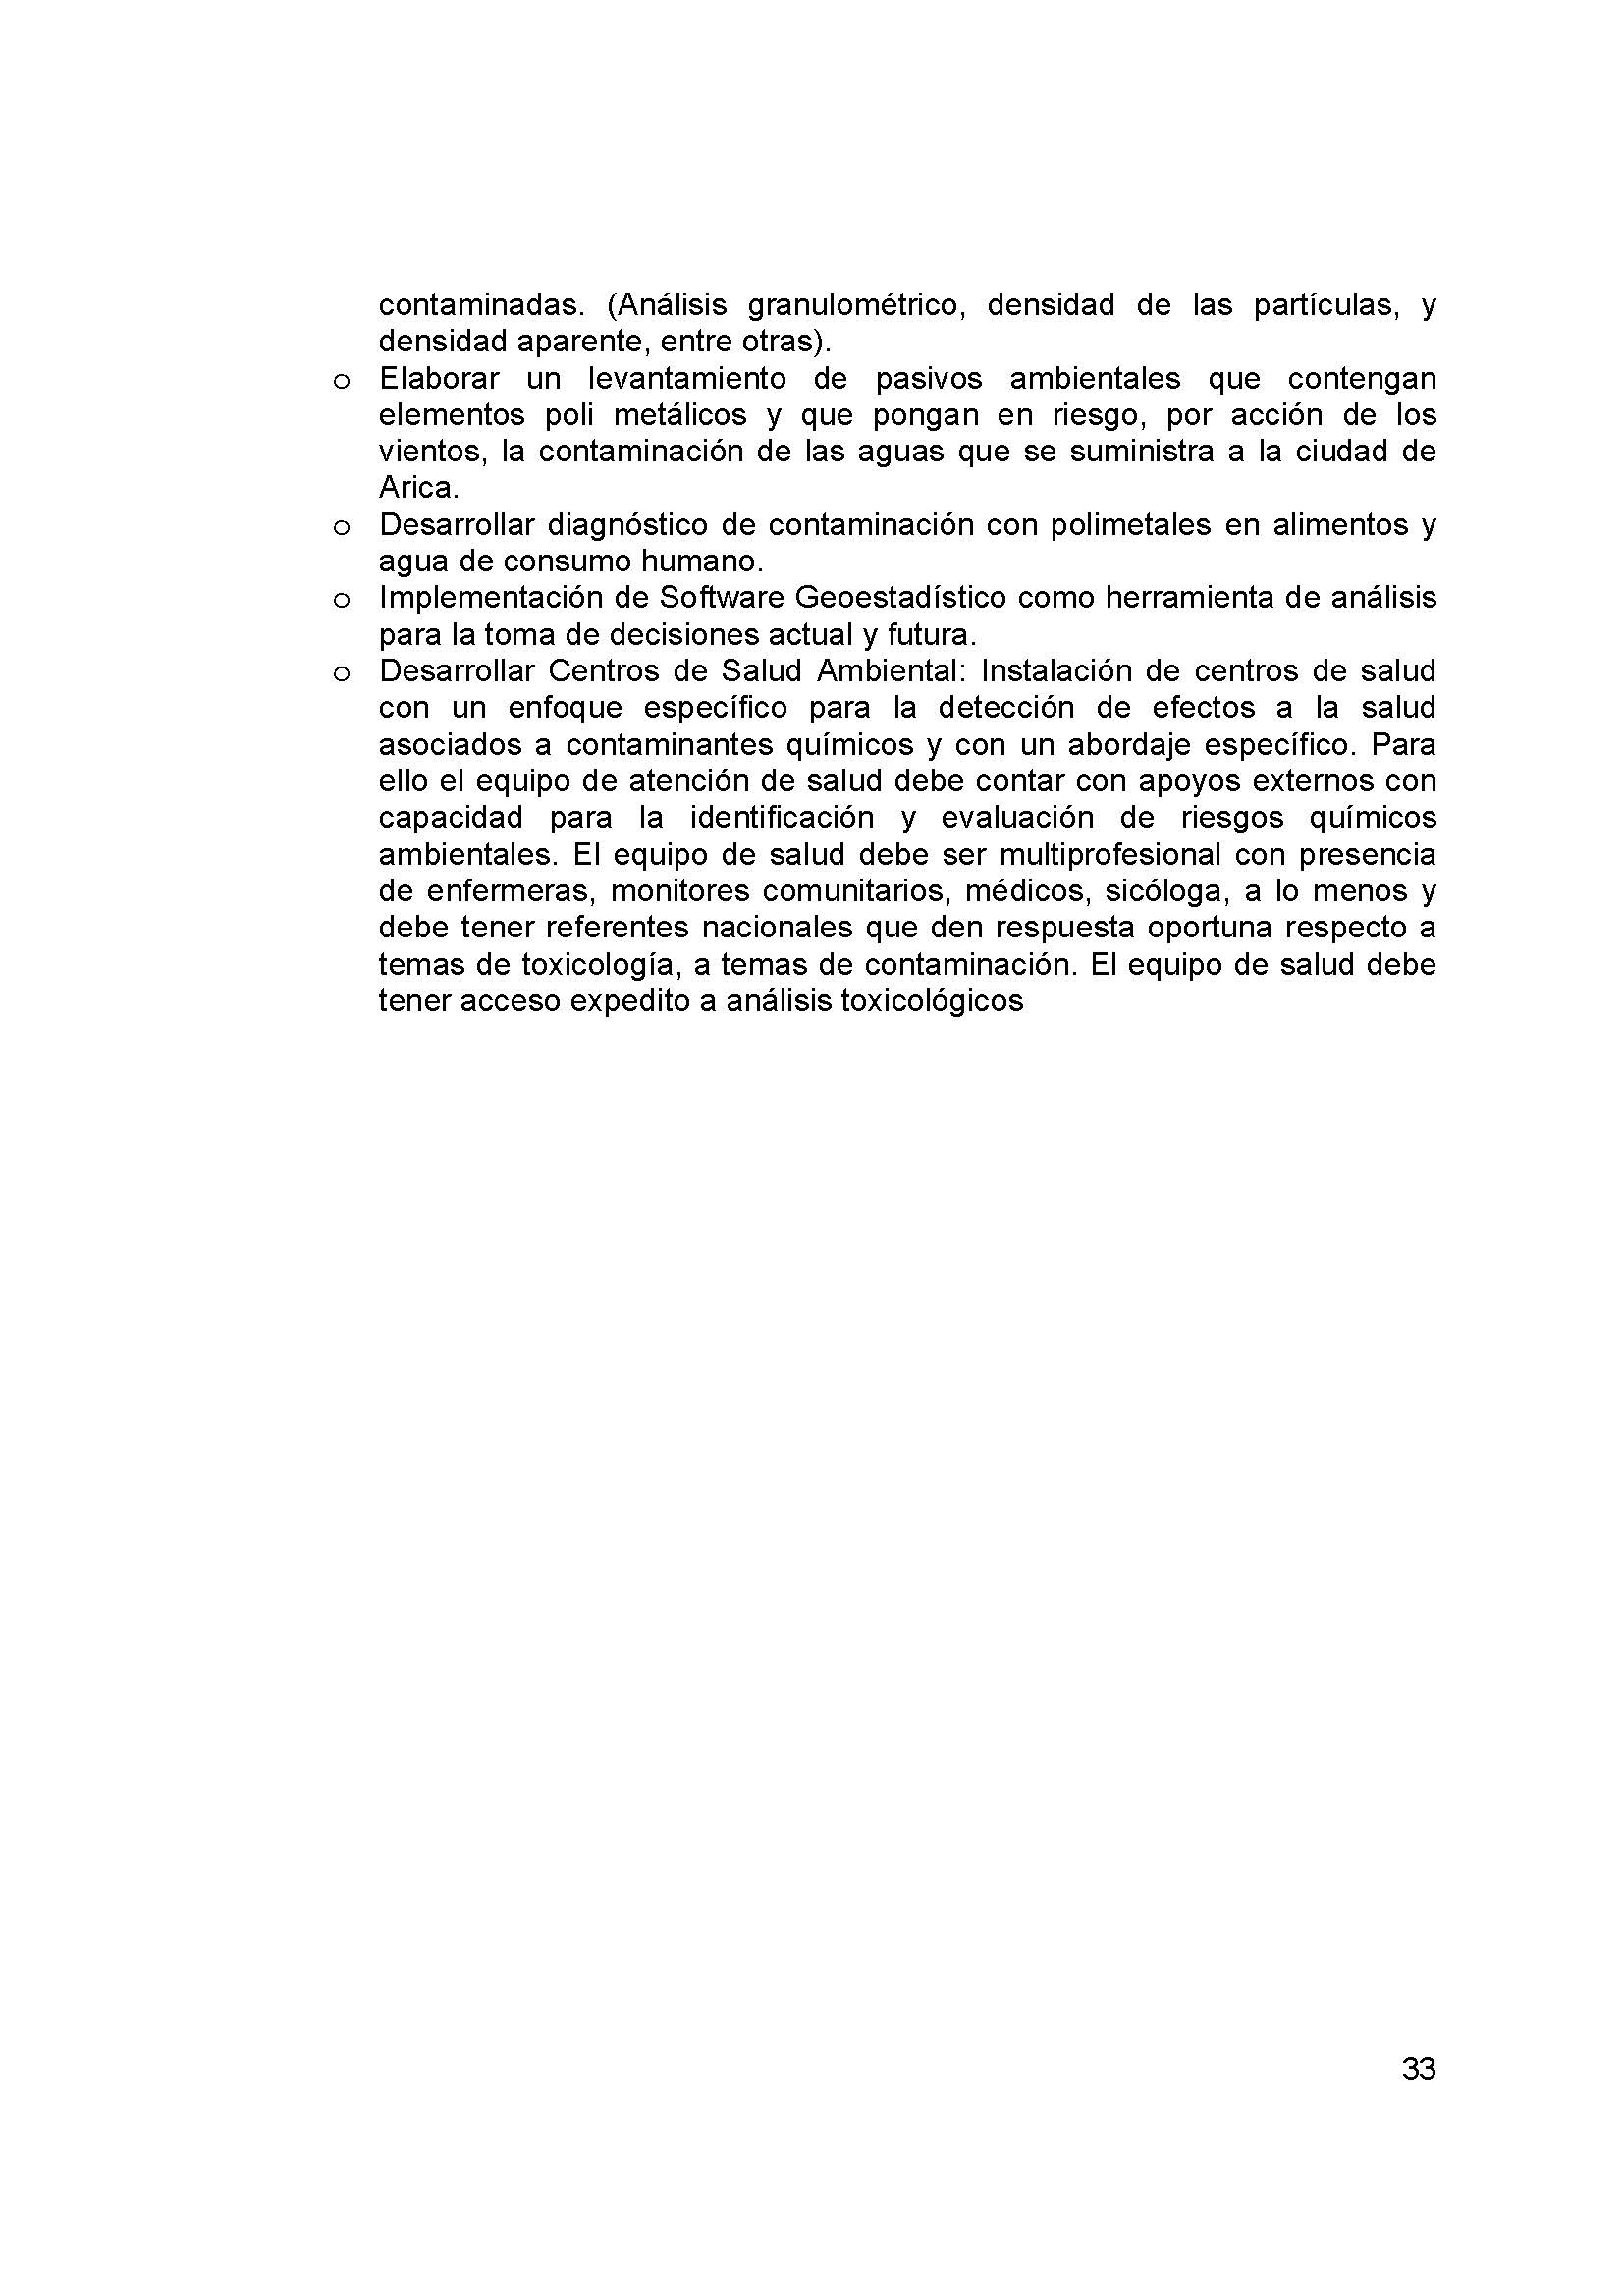 contaminadas. (Análisis granulométrico, densidad de las partículas, y
densidad aparente, entre otras).
o Elaborar un levantamiento de pasivos ambientales que contengan
elementos poli metálicos y que pongan en riesgo, por acción de los
vientos, la contaminación de las aguas que se suministra a la ciudad de
Arica.
o Desarrollar diagnóstico de contaminación con polimetales en alimentos y
agua de consumo humano.
o Implementación de Software Geoestadístico como herramienta de análisis
para la toma de decisiones actual y futura.
o Desarrollar Centros de Salud Ambiental: Instalación de centros de salud
con un enfoque específico para la detección de efectos a la salud
asociados a contaminantes químicos y con un abordaje específico. Para
ello el equipo de atención de salud debe contar con apoyos externos con
capacidad para la identificación y evaluación de riesgos químicos
ambientales. El equipo de salud debe ser multiprofesional con presencia
de enfermeras, monitores comunitarios, médicos, sicóloga, a lo menos y
debe tener referentes nacionales que den respuesta oportuna respecto a
temas de toxicología, a temas de contaminación. El equipo de salud debe
tener acceso expedito a análisis toxicológicos
33